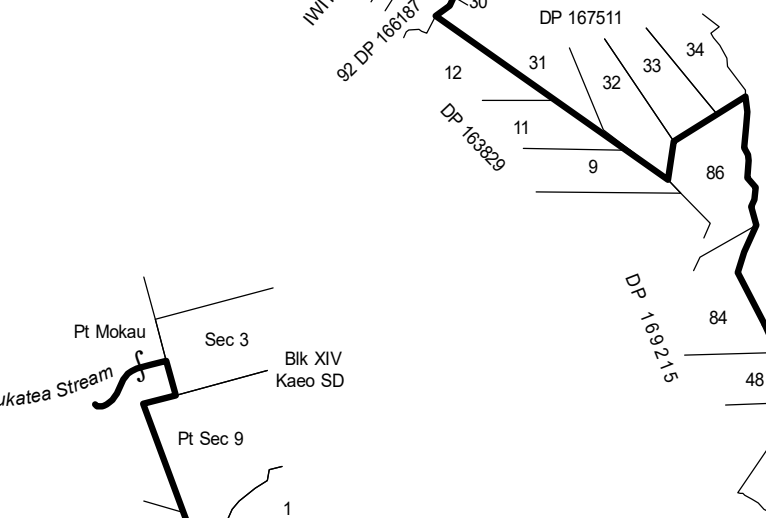 30
DP 167511
92 DP 166187
34
33
31
32
12
11
DP 163829
9
86
DP 169215
84
48
Pt Mokau
Sec 3
Blk XIV
Kaeo SD
Stream
Pt Sec 9
1